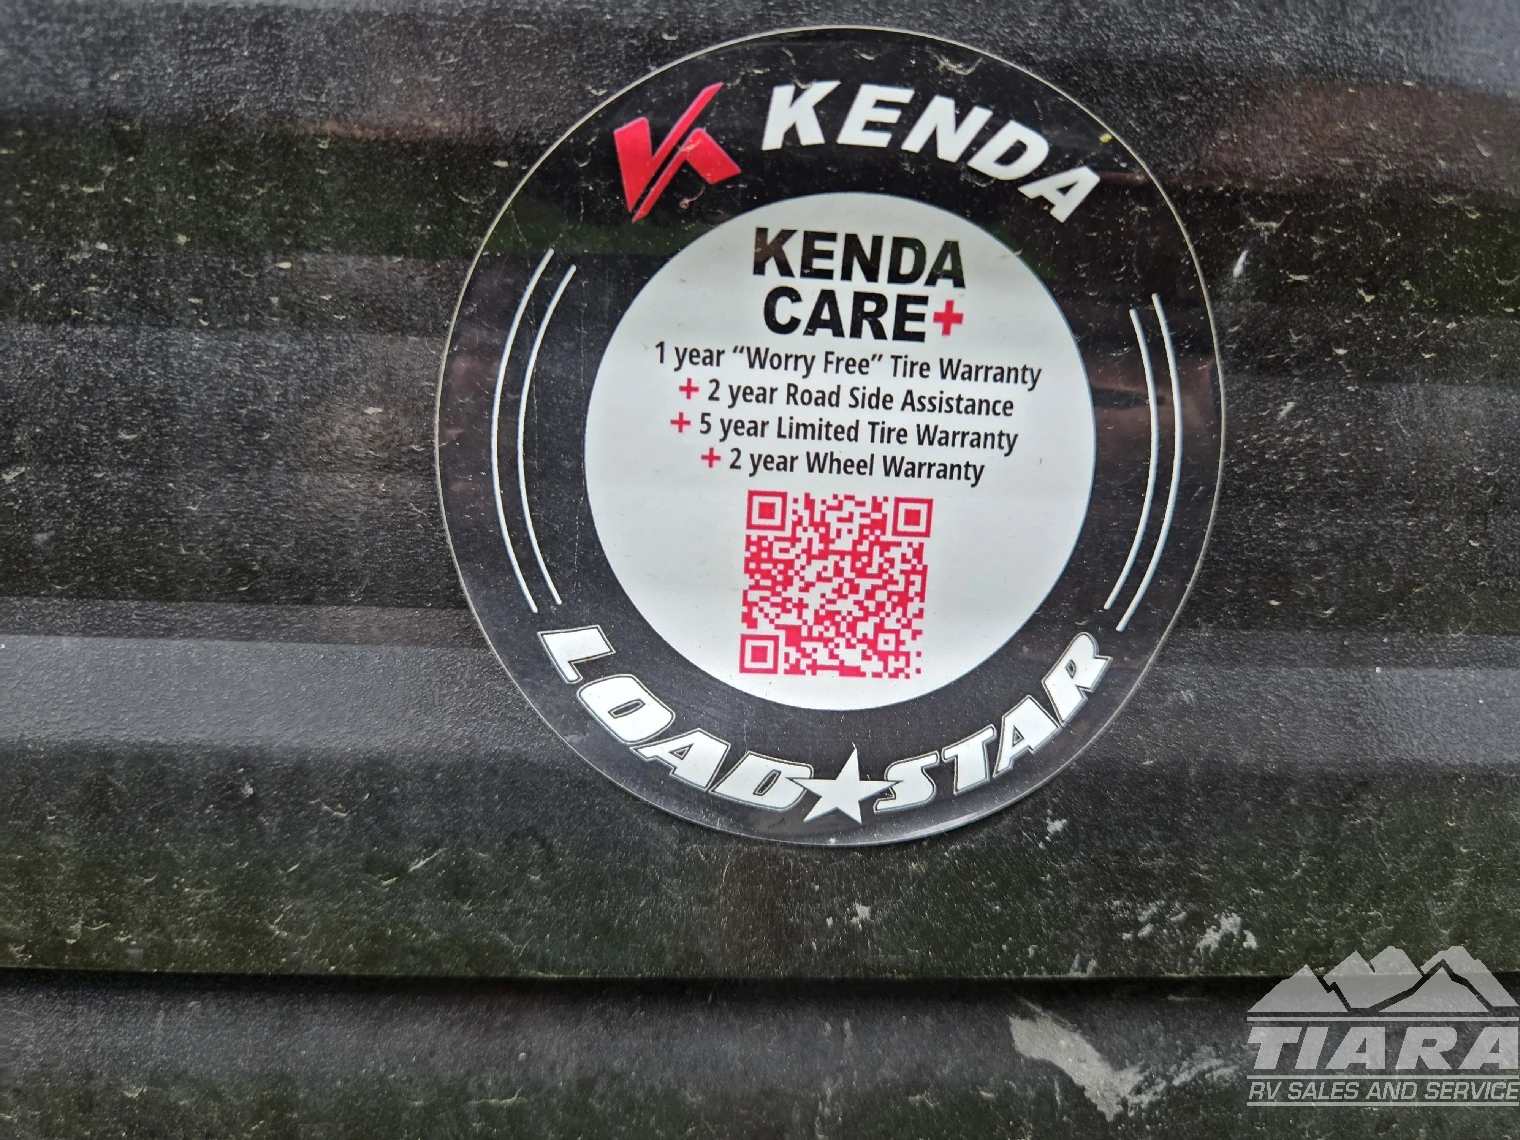 KENDA
KENDA
CARE+
1 year “Worry Free” Tire Warranty
+ 2 year Road Side Assistance
+ 5 year Limited Tire Warranty
+ 2 year Wheel Warranty
LOAD★STAR
TIARA
RV SALES AND SERVICE